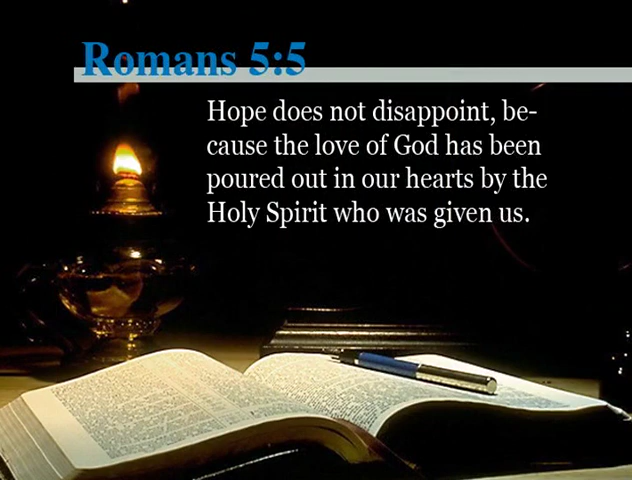 Romans 5:5
Hope does not disappoint, be-
cause the love of God has been
poured out in our hearts by the
Holy Spirit who was given us.